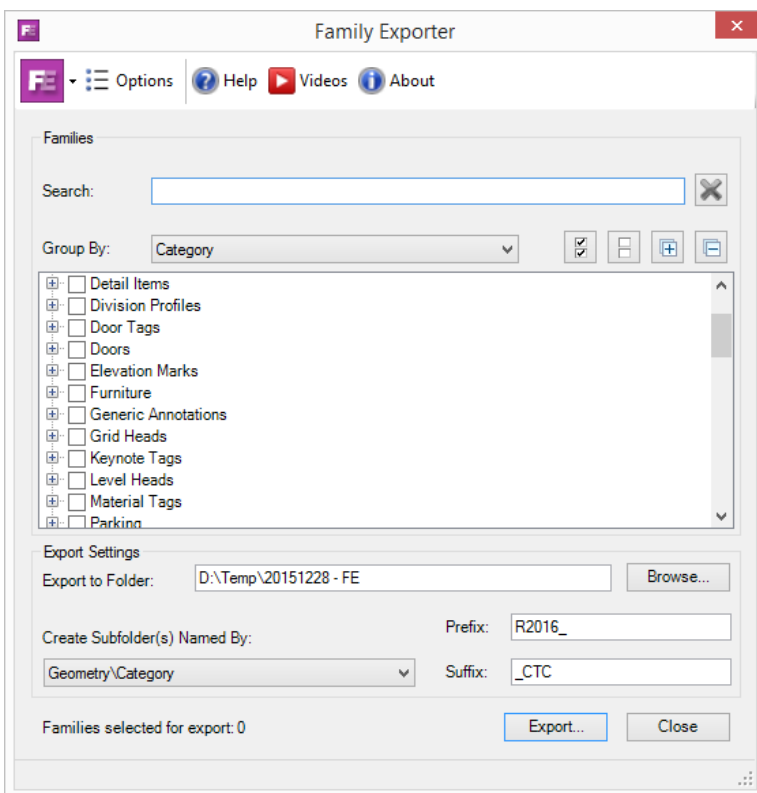 FE Family Exporter
FE Options Help Videos About
Families
Search:
Group By: Category
Detail Items
Division Profiles
Door Tags
Doors
Elevation Marks
Furniture
Generic Annotations
Grid Heads
Keynote Tags
Level Heads
Material Tags
Parking
Export Settings
Export to Folder: D:\Temp\20151228 - FE Browse...
Create Subfolder(s) Named By: Prefix: R2016_
Geometry\Category Suffix: _CTC
Families selected for export: 0 Export... Close